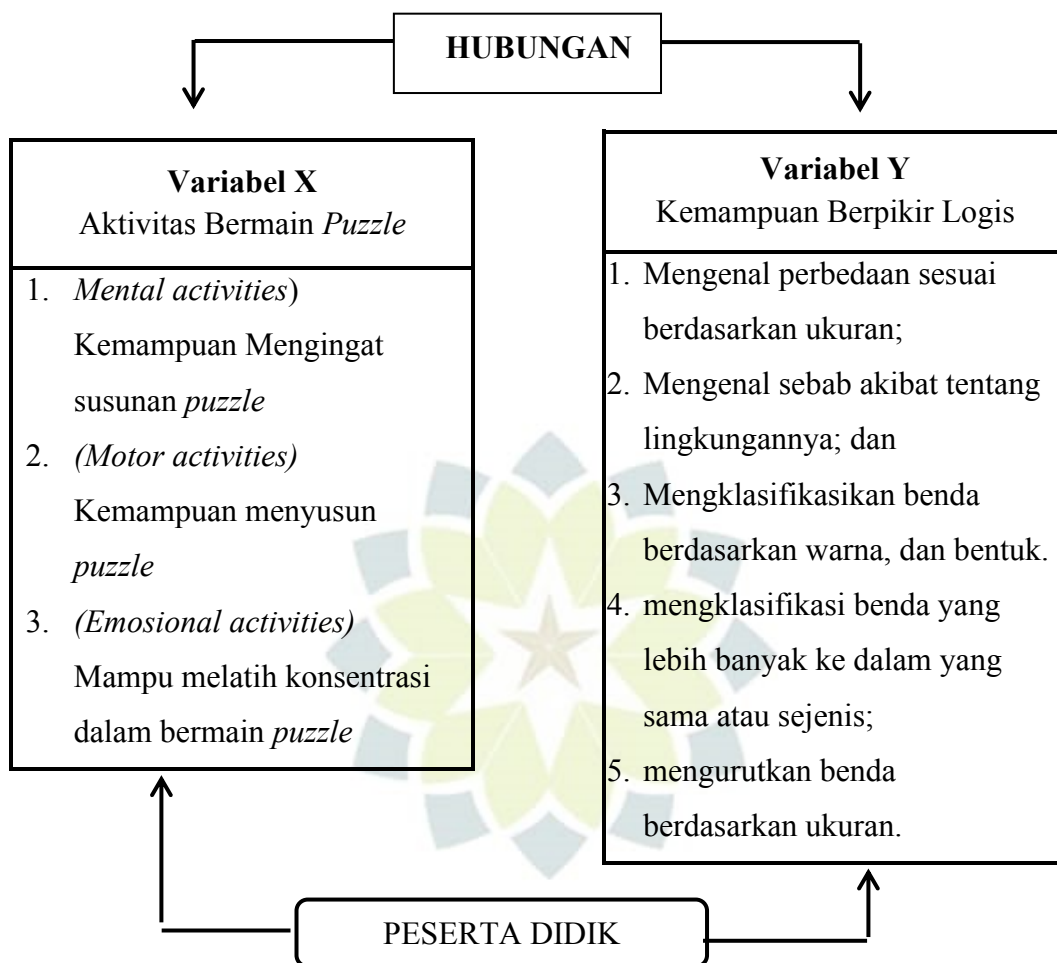 HUBUNGAN
Variabel X
Aktivitas Bermain Puzzle
1. Mental activities)
Kemampuan Mengingat
susunan puzzle
2. (Motor activities)
Kemampuan menyusun
puzzle
3. (Emosional activities)
Mampu melatih konsentrasi
dalam bermain puzzle
Variabel Y
Kemampuan Berpikir Logis
1. Mengenal perbedaan sesuai
berdasarkan ukuran;
2. Mengenal sebab akibat tentang
lingkungannya; dan
3. Mengklasifikasikan benda
berdasarkan warna, dan bentuk.
4. mengklasifikasi benda yang
lebih banyak ke dalam yang
sama atau sejenis;
5. mengurutkan benda
berdasarkan ukuran.
PESERTA DIDIK